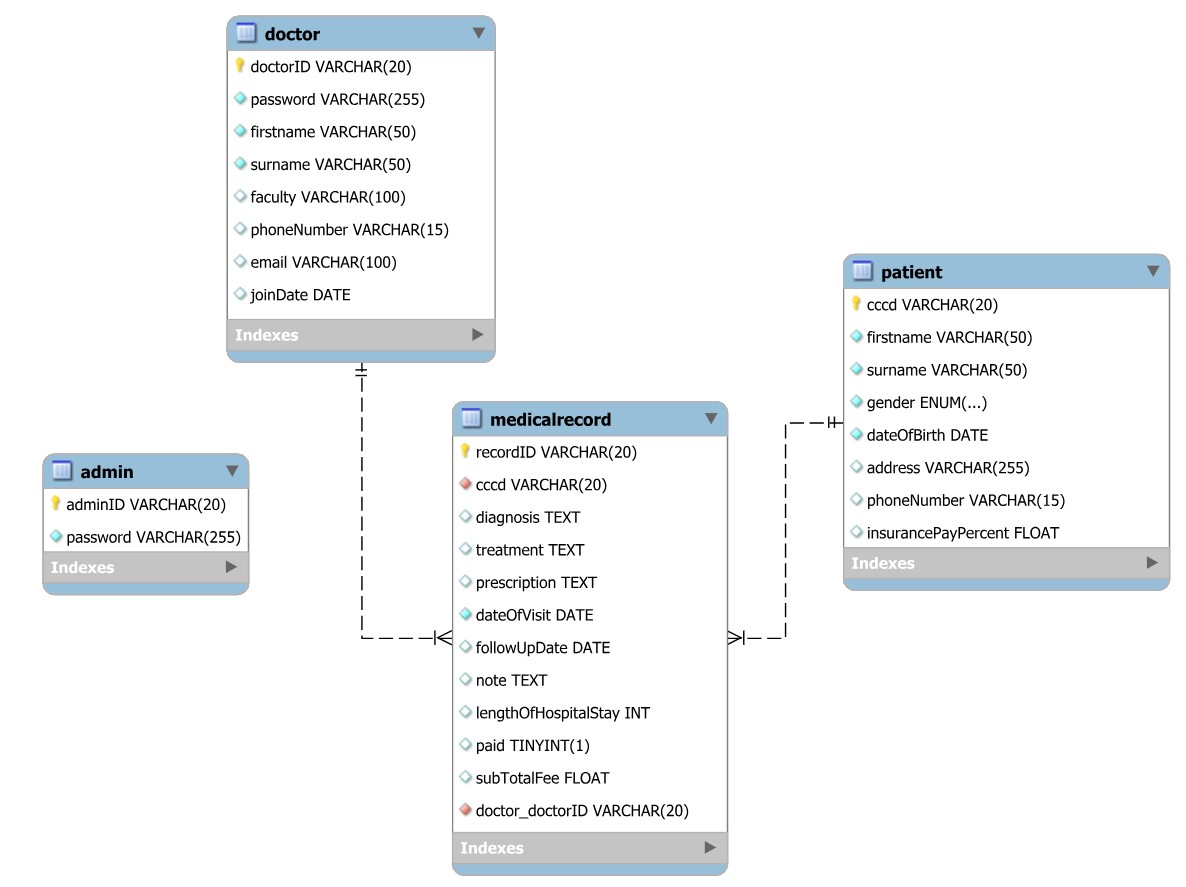 doctor
doctorID VARCHAR(20)
password VARCHAR(255)
firstname VARCHAR(50)
surname VARCHAR(50)
faculty VARCHAR(100)
phoneNumber VARCHAR(15)
email VARCHAR(100)
joinDate DATE
Indexes
admin
adminID VARCHAR(20)
password VARCHAR(255)
Indexes
medicalrecord
recordID VARCHAR(20)
cccd VARCHAR(20)
diagnosis TEXT
treatment TEXT
prescription TEXT
dateOfVisit DATE
followUpDate DATE
note TEXT
lengthOfHospitalStay INT
paid TINYINT(1)
subTotalFee FLOAT
doctor_doctorID VARCHAR(20)
Indexes
patient
cccd VARCHAR(20)
firstname VARCHAR(50)
surname VARCHAR(50)
gender ENUM(...)
dateOfBirth DATE
address VARCHAR(255)
phoneNumber VARCHAR(15)
insurancePayPercent FLOAT
Indexes